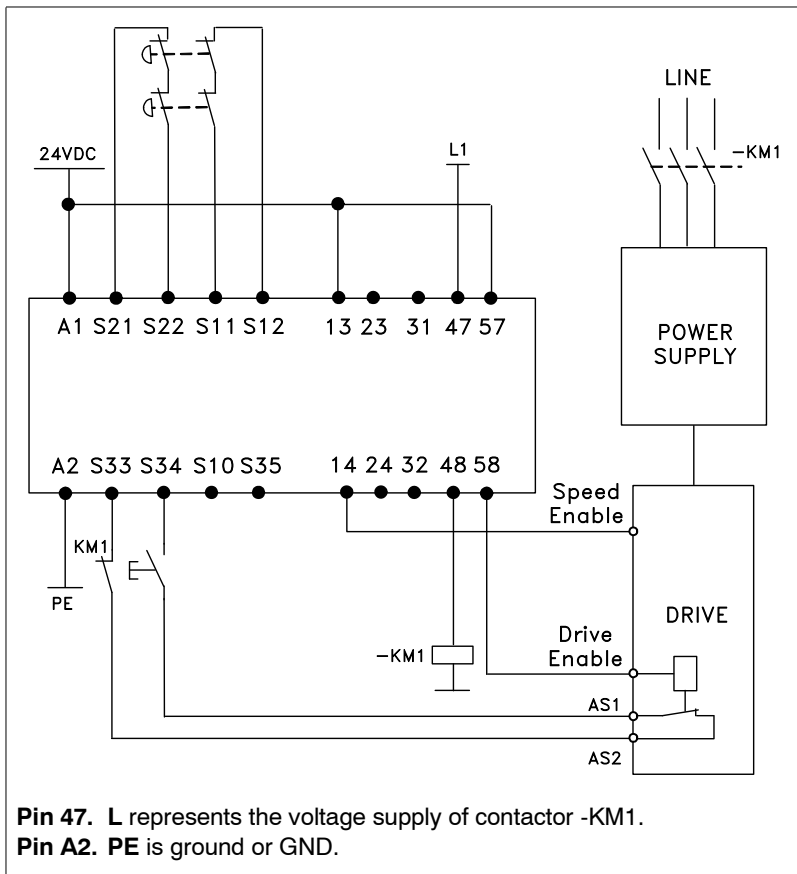 LINE
24VDC
L1
-KM1
A1 S21 S22 S11 S12 13 23 31 47 57
POWER
SUPPLY
A2 S33 S34 S10 S35 14 24 32 48 58
Speed
Enable
KM1
PE
DRIVE
Drive
Enable
-KM1
AS1
AS2
Pin 47. L represents the voltage supply of contactor -KM1.
Pin A2. PE is ground or GND.